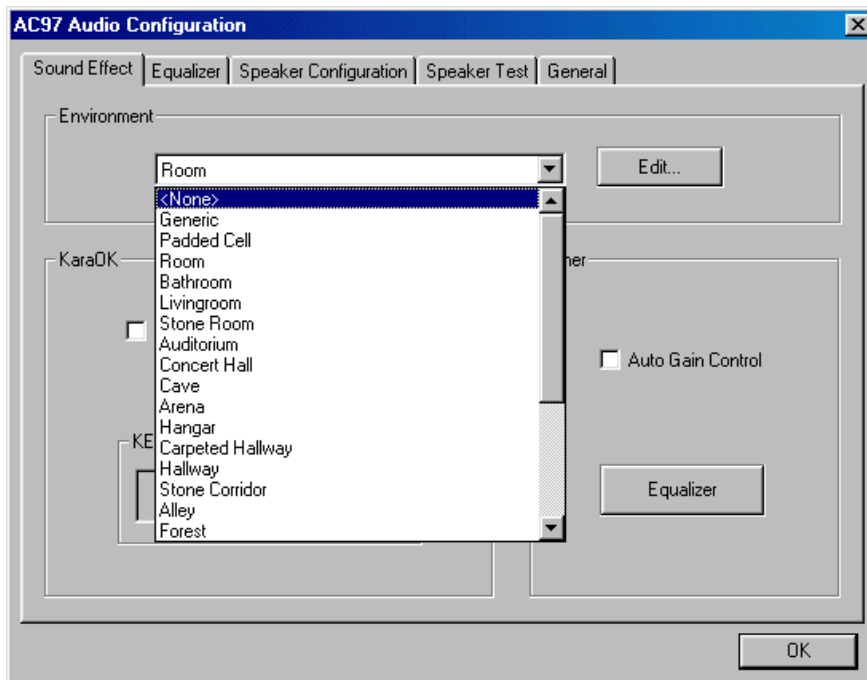 AC97 Audio Configuration
Sound Effect Equalizer Speaker Configuration Speaker Test General
Environment
Room
Edit...
<None>
Generic
Padded Cell
Room
Bathroom
Livingroom
Stone Room
Auditorium
Concert Hall
Cave
Arena
Hangar
Carpeted Hallway
Hallway
Stone Corridor
Alley
Forest
KaraOK
KE
her
Auto Gain Control
Equalizer
OK